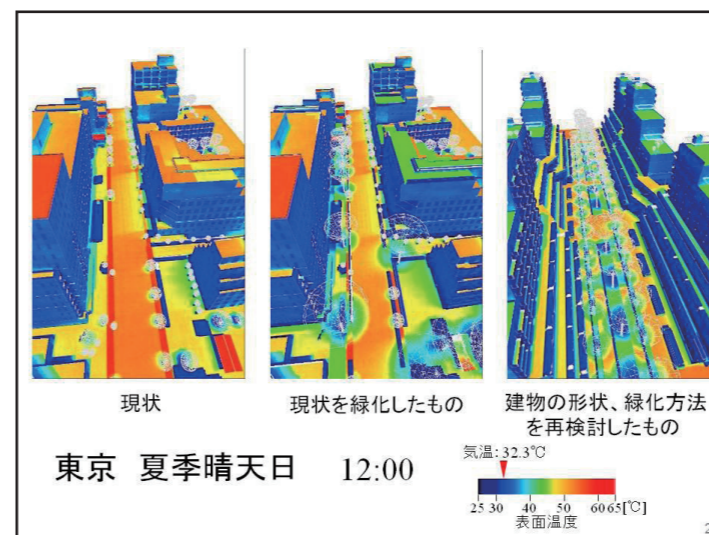 現状
現状を緑化したもの
建物の形状、緑化方法
を再検討したもの
東京 夏季晴天日 12:00
気温:32.3℃
25 30 40 50 60 65[℃]
表面温度
2